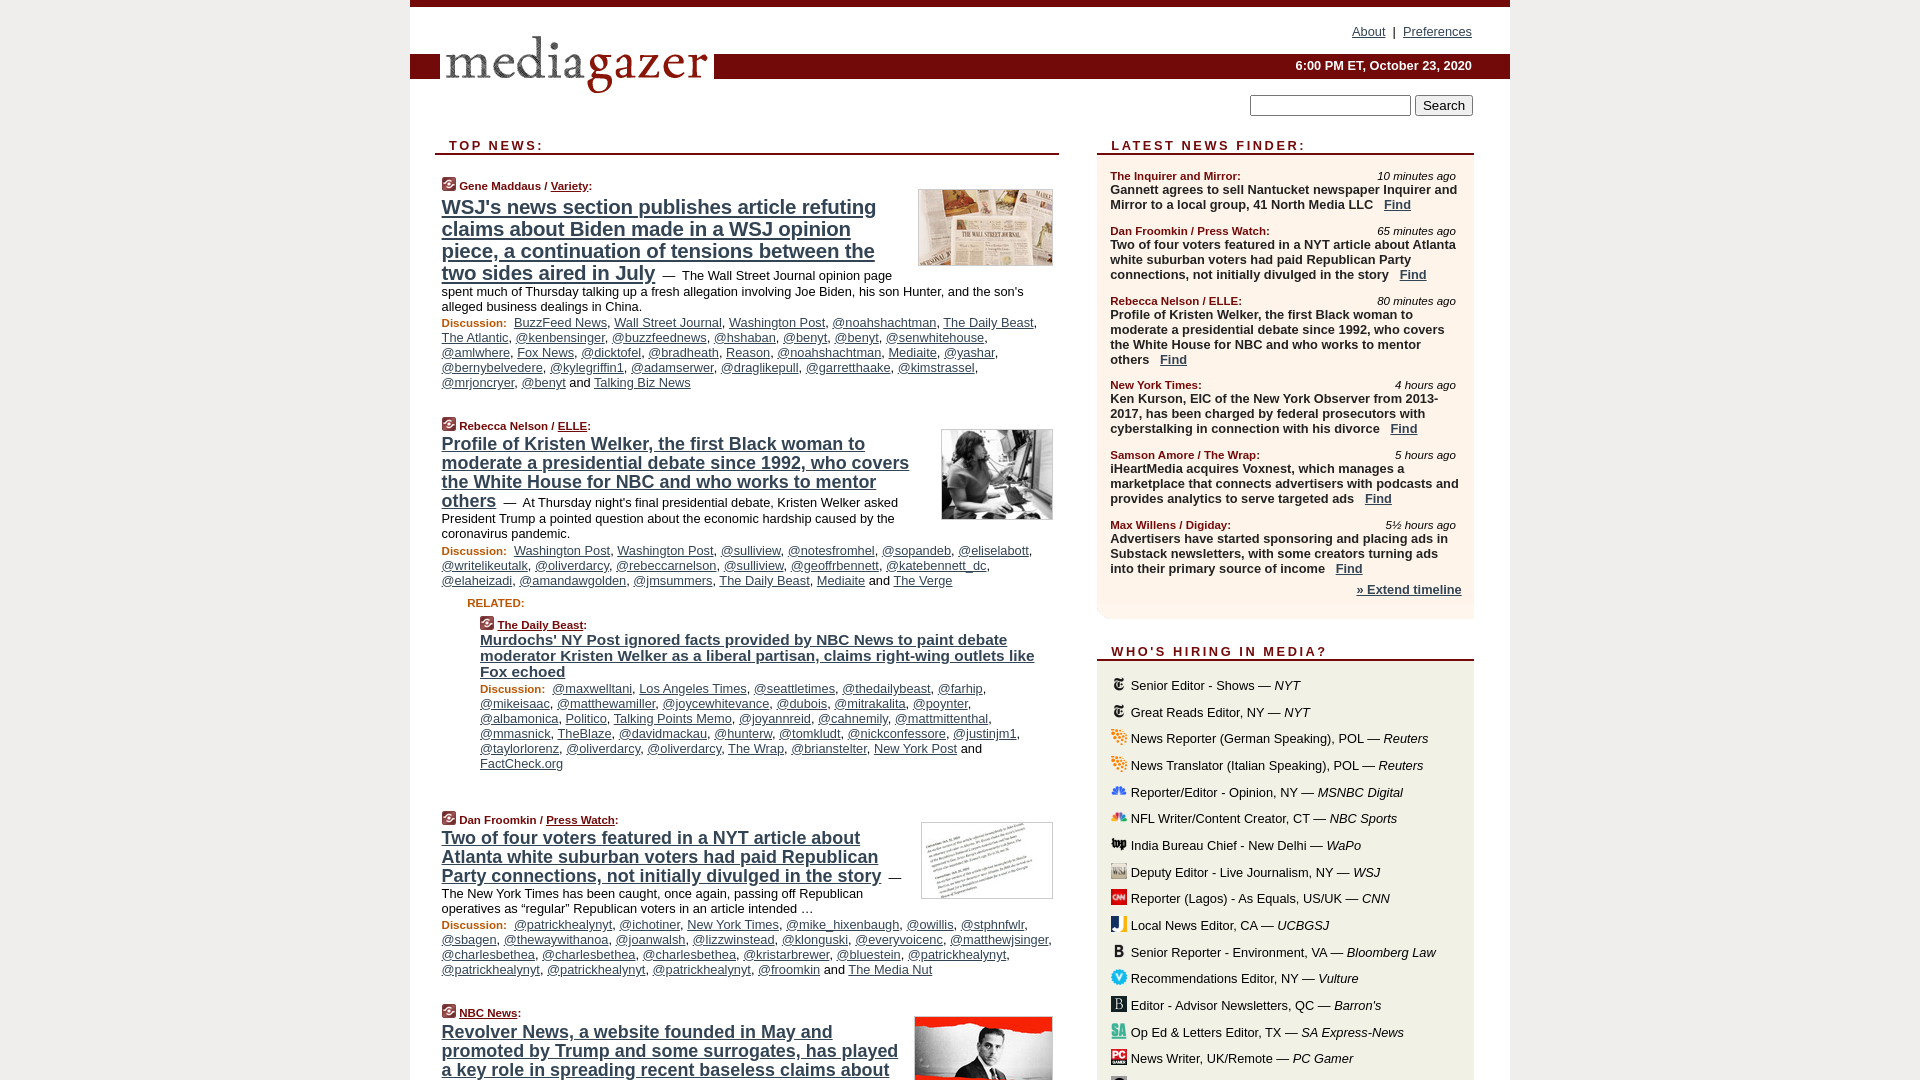 About | Preferences
mediagazer
6:00 PM ET, October 23, 2020
Search
TOP NEWS:
Gene Maddaus / Variety:
WSJ's news section publishes article refuting
claims about Biden made in a WSJ opinion
piece, a continuation of tensions between the
two sides aired in July — The Wall Street Journal opinion page
spent much of Thursday talking up a fresh allegation involving Joe Biden, his son Hunter, and the son's
alleged business dealings in China.
Discussion: BuzzFeed News, Wall Street Journal, Washington Post, @noahshachtman, The Daily Beast,
The Atlantic, @kenbensinger, @buzzfeednews, @hshaban, @benyt, @benyt, @senwhitehouse,
@amlwhere, Fox News, @dicktofel, @bradheath, Reason, @noahshachtman, Mediaite, @yashar,
@bernybelvedere, @kylegriffin1, @adamserwer, @draglikepull, @garretthaake, @kimstrassel,
@mrjoncryer, @benyt and Talking Biz News
THE WALL STREET JOURNAL
Rebecca Nelson / ELLE:
Profile of Kristen Welker, the first Black woman to
moderate a presidential debate since 1992, who covers
the White House for NBC and who works to mentor
others — At Thursday night's final presidential debate, Kristen Welker asked
President Trump a pointed question about the economic hardship caused by the
coronavirus pandemic.
Discussion: Washington Post, Washington Post, @sulliview, @notesfromhel, @sopandeb, @eliselabott,
@writelikeutalk, @oliverdarcy, @rebeccarnelson, @sulliview, @geoffrbennett, @katebennett_dc,
@elaheizadi, @amandawgolden, @jmsummers, The Daily Beast, Mediaite and The Verge
RELATED:
The Daily Beast:
Murdochs' NY Post ignored facts provided by NBC News to paint debate
moderator Kristen Welker as a liberal partisan, claims right-wing outlets like
Fox echoed
Discussion: @maxwelltani, Los Angeles Times, @seattletimes, @thedailybeast, @farhip,
@mikeisaac, @matthewamiller, @joycewhitevance, @dubois, @mitrakalita, @poynter,
@albamonica, Politico, Talking Points Memo, @joyannreid, @cahnemily, @mattmittenthal,
@mmasnick, TheBlaze, @davidmackau, @hunterw, @tomkludt, @nickconfessore, @justinjm1,
@taylorlorenz, @oliverdarcy, @oliverdarcy, The Wrap, @brianstelter, New York Post and
FactCheck.org
Dan Froomkin / Press Watch:
Two of four voters featured in a NYT article about
Atlanta white suburban voters had paid Republican
Party connections, not initially divulged in the story —
The New York Times has been caught, once again, passing off Republican
operatives as “regular” Republican voters in an article intended …
Discussion: @patrickhealynyt, @ichotiner, New York Times, @mike_hixenbaugh, @owillis, @stphnfwlr,
@sbagen, @thewaywithanoa, @joanwalsh, @lizzwinstead, @klonguski, @everyvoicenc, @matthewjsinger,
@charlesbethea, @charlesbethea, @charlesbethea, @kristarbrewer, @bluestein, @patrickhealynyt,
@patrickhealynyt, @patrickhealynyt, @patrickhealynyt, @froomkin and The Media Nut
NBC News:
Revolver News, a website founded in May and
promoted by Trump and some surrogates, has played
a key role in spreading recent baseless claims about
LATEST NEWS FINDER:
The Inquirer and Mirror: 10 minutes ago
Gannett agrees to sell Nantucket newspaper Inquirer and
Mirror to a local group, 41 North Media LLC Find
Dan Froomkin / Press Watch: 65 minutes ago
Two of four voters featured in a NYT article about Atlanta
white suburban voters had paid Republican Party
connections, not initially divulged in the story Find
Rebecca Nelson / ELLE: 80 minutes ago
Profile of Kristen Welker, the first Black woman to
moderate a presidential debate since 1992, who covers
the White House for NBC and who works to mentor
others Find
New York Times: 4 hours ago
Ken Kurson, EIC of the New York Observer from 2013-
2017, has been charged by federal prosecutors with
cyberstalking in connection with his divorce Find
Samson Amore / The Wrap: 5 hours ago
iHeartMedia acquires Voxnest, which manages a
marketplace that connects advertisers with podcasts and
provides analytics to serve targeted ads Find
Max Willens / Digiday: 5½ hours ago
Advertisers have started sponsoring and placing ads in
Substack newsletters, with some creators turning ads
into their primary source of income Find
» Extend timeline
WHO'S HIRING IN MEDIA?
Senior Editor - Shows — NYT
Great Reads Editor, NY — NYT
News Reporter (German Speaking), POL — Reuters
News Translator (Italian Speaking), POL — Reuters
Reporter/Editor - Opinion, NY — MSNBC Digital
NFL Writer/Content Creator, CT — NBC Sports
India Bureau Chief - New Delhi — WaPo
Deputy Editor - Live Journalism, NY — WSJ
Reporter (Lagos) - As Equals, US/UK — CNN
Local News Editor, CA — UCBGSJ
Senior Reporter - Environment, VA — Bloomberg Law
Recommendations Editor, NY — Vulture
Editor - Advisor Newsletters, QC — Barron's
Op Ed & Letters Editor, TX — SA Express-News
News Writer, UK/Remote — PC Gamer